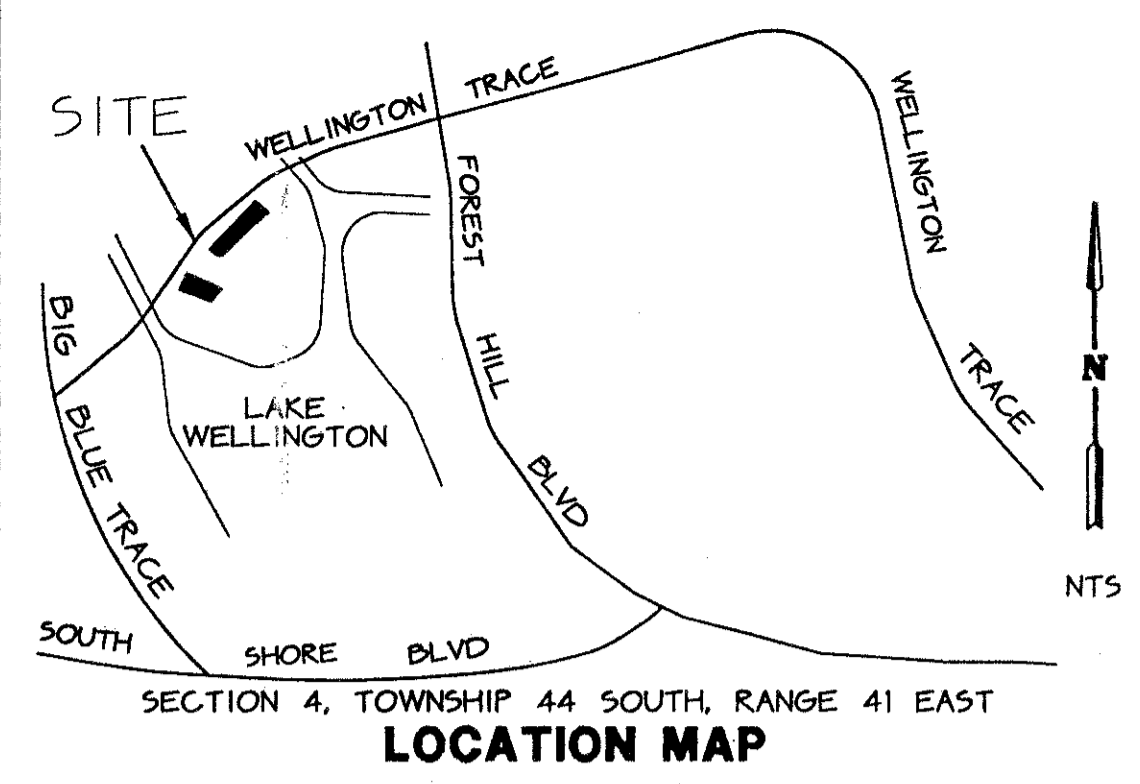 SITE
WELLINGTON TRACE
WELLINGTON TRACE
FOREST HILL BLVD
BIG BLUE TRACE
LAKE
WELLINGTON
N
NTS
SOUTH SHORE BLVD
SECTION 4, TOWNSHIP 44 SOUTH, RANGE 41 EAST
LOCATION MAP